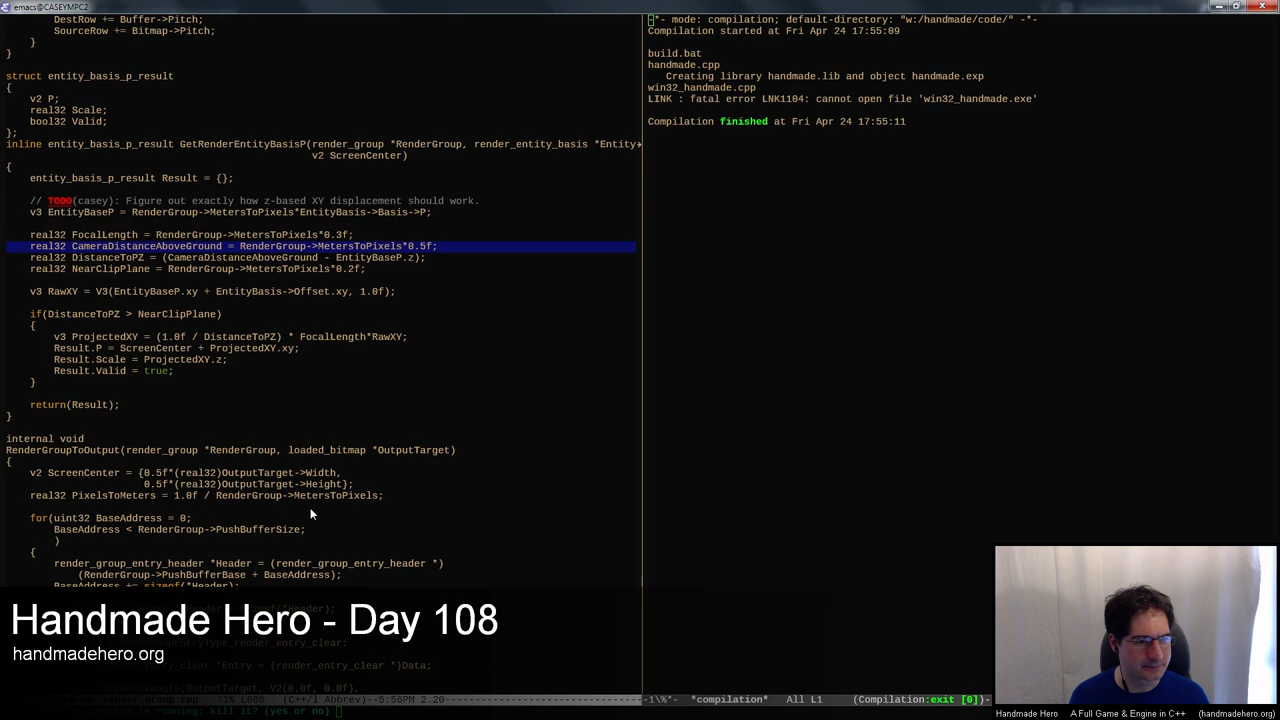 emacs@CASEYMPC2
DestRow += Buffer->Pitch;
SourceRow += Bitmap->Pitch;
}
}
struct entity_basis_p_result
{
v2 P;
real32 Scale;
bool32 Valid;
};
inline entity_basis_p_result GetRenderEntityBasisP(render_group *RenderGroup, render_entity_basis *Entity
v2 ScreenCenter)
{
entity_basis_p_result Result = {};
// TODO(casey): Figure out exactly how z-based XY displacement should work.
v3 EntityBaseP = RenderGroup->MetersToPixels*EntityBasis->Basis->P;
real32 FocalLength = RenderGroup->MetersToPixels*0.3f;
real32 CameraDistanceAboveGround = RenderGroup->MetersToPixels*0.5f;
real32 DistanceToPZ = (CameraDistanceAboveGround - EntityBaseP.z);
real32 NearClipPlane = RenderGroup->MetersToPixels*0.2f;
v3 RawXY = V3(EntityBaseP.xy + EntityBasis->Offset.xy, 1.0f);
if(DistanceToPZ > NearClipPlane)
{
v3 ProjectedXY = (1.0f / DistanceToPZ) * FocalLength*RawXY;
Result.P = ScreenCenter + ProjectedXY.xy;
Result.Scale = ProjectedXY.z;
Result.Valid = true;
}
return(Result);
}
internal void
RenderGroupToOutput(render_group *RenderGroup, loaded_bitmap *OutputTarget)
{
v2 ScreenCenter = {0.5f*(real32)OutputTarget->Width,
0.5f*(real32)OutputTarget->Height};
real32 PixelsToMeters = 1.0f / RenderGroup->MetersToPixels;
for(uint32 BaseAddress = 0;
BaseAddress < RenderGroup->PushBufferSize;
)
{
render_group_entry_header *Header = (render_group_entry_header *)
(RenderGroup->PushBufferBase + BaseAddress);
BaseAddress += sizeof(*Header);
-*- mode: compilation; default-directory: "w:/handmade/code/" -*-
Compilation started at Fri Apr 24 17:55:09
build.bat
handmade.cpp
Creating library handmade.lib and object handmade.exp
win32_handmade.cpp
LINK : fatal error LNK1104: cannot open file 'win32_handmade.exe'
Compilation finished at Fri Apr 24 17:55:11
Handmade Hero - Day 108
handmadehero.org
(C++/l Abbrev)--5:56PM 2.20
-1\%*- *compilation* All L1 (Compilation:exit [0])-
Handmade Hero A Full Game & Engine in C++ (handmadehero.org)